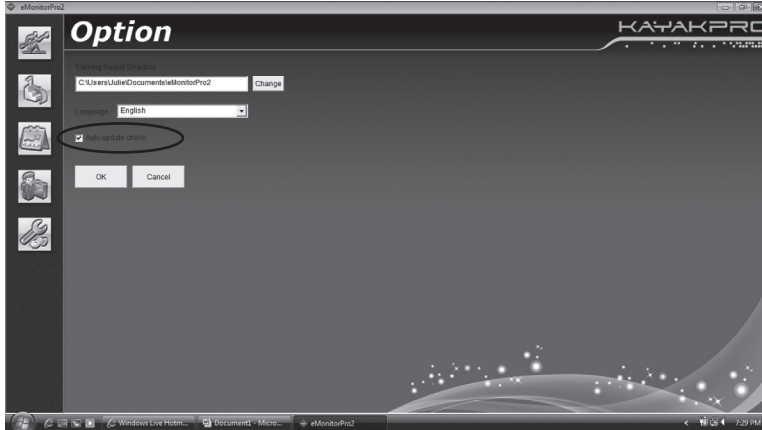 eMonitorPro2
Option
KAYAKPRO
Training Result Directory
C:\Users\Julie\Documents\eMonitorPro2
Change
Language
English
Auto update check
OK
Cancel
Windows Live Hotm...
Document1 - Micro...
eMonitorPro2
7:29 PM